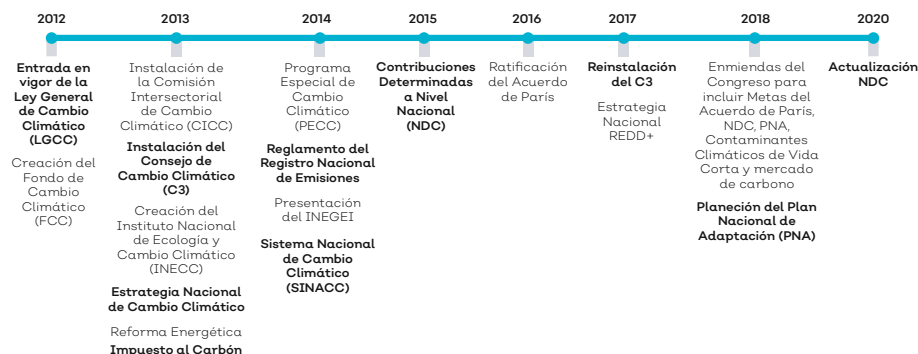 2012
Entrada en
vigor de la
Ley General
de Cambio
Climático
(LGCC)
Creación del
Fondo de
Cambio
Climático
(FCC)
2013
Instalación de
la Comisión
Intersectorial
de Cambio
Climático (CICC)
Instalación del
Consejo de
Cambio Climático
(C3)
Creación del
Instituto Nacional
de Ecología y
Cambio Climático
(INECC)
Estrategia Nacional
de Cambio Climático
Reforma Energética
Impuesto al Carbón
2014
Programa
Especial de
Cambio
Climático
(PECC)
Reglamento del
Registro Nacional
de Emisiones
Presentación
del INEGEI
Sistema Nacional
de Cambio
Climático
(SINACC)
2015
Contribuciones
Determinadas
a Nivel
Nacional
(NDC)
2016
Ratificación
del Acuerdo
de París
2017
Reinstalación
del C3
Estrategia
Nacional
REDD+
2018
Enmiendas del
Congreso para
incluir Metas del
Acuerdo de París,
NDC, PNA,
Contaminantes
Climáticos de Vida
Corta y mercado
de carbono
Planeción del Plan
Nacional de
Adaptación (PNA)
2020
Actualización
NDC